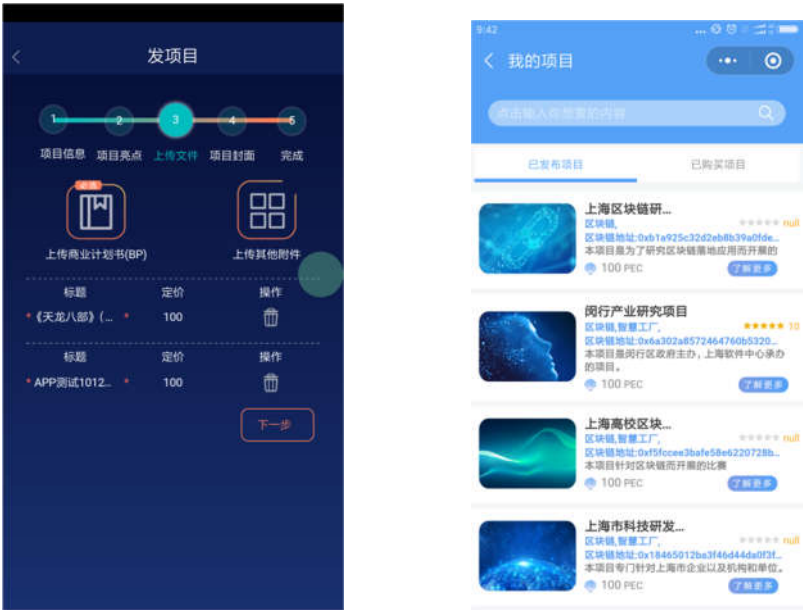 发项目
1 2 3 4 5
项目信息 项目亮点 上传文件 项目封面 完成
必选
上传商业计划书(BP) 上传其他附件
标题 定价 操作
* 《天龙八部》(... * 100
标题 定价 操作
* APP测试1012... * 100
下一步
9:42
我的项目
点击输入你想要的内容
已发布项目 已购买项目
上海区块链研...
区块链, null
区块链地址:0xb1a925c32d2eb8b39a0fde...
本项目是为了研究区块链落地应用而开展的
100 PEC 了解更多
闵行产业研究项目
区块链,智慧工厂, 10
区块链地址:0x6a302a8572464760b5320...
本项目是闵行区政府主办，上海软件中心承办
的项目。
100 PEC 了解更多
上海高校区块...
区块链,智慧工厂, null
区块链地址:0xf5fccee3bafe58e6220728b...
本项目针对区块链而开展的比赛
100 PEC 了解更多
上海市科技研发...
区块链,智慧工厂, null
区块链地址:0x18465012ba3f46d44da0f3f...
本项目专门针对上海市企业以及机构和单位。
100 PEC 了解更多